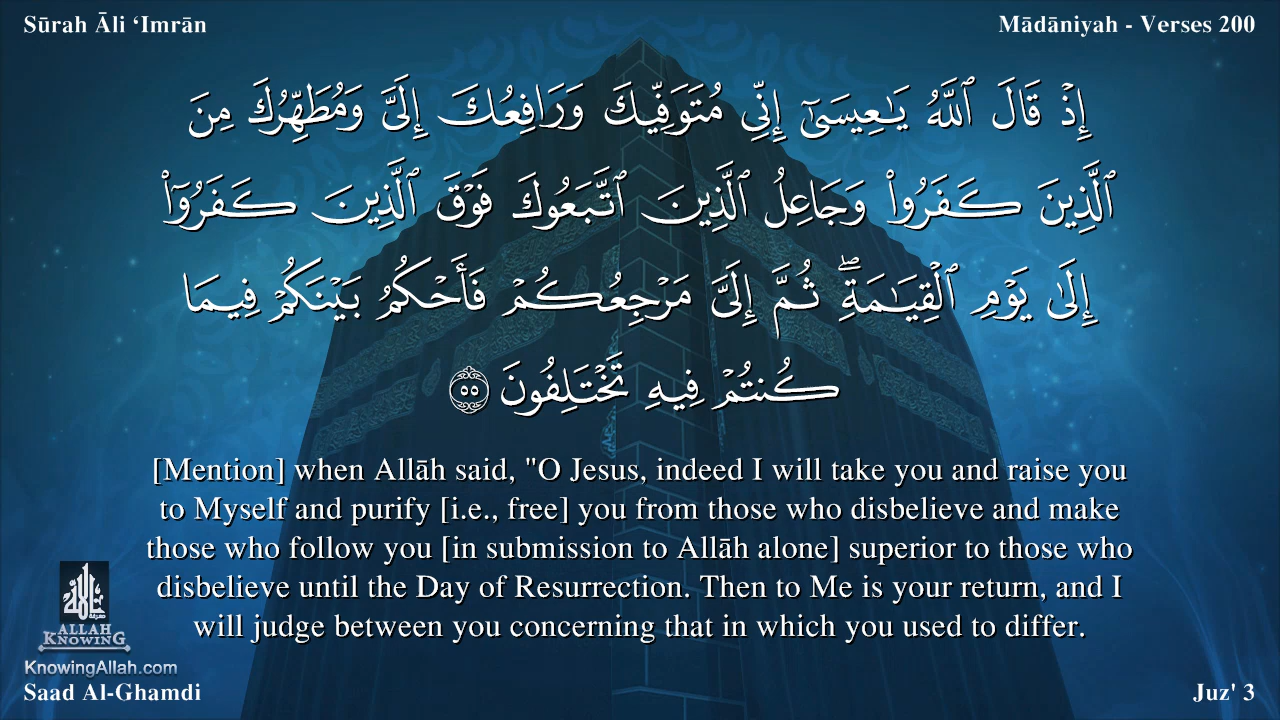 Sūrah Āli ‘Imrān
Mādāniyah - Verses 200
إِذْ قَالَ ٱللَّهُ يَـٰعِيسَىٰٓ إِنِّى مُتَوَفِّيكَ وَرَافِعُكَ إِلَىَّ وَمُطَهِّرُكَ مِنَ
ٱلَّذِينَ كَفَرُوا۟ وَجَاعِلُ ٱلَّذِينَ ٱتَّبَعُوكَ فَوْقَ ٱلَّذِينَ كَفَرُوٓا۟
إِلَىٰ يَوْمِ ٱلْقِيَـٰمَةِ ۖ ثُمَّ إِلَىَّ مَرْجِعُكُمْ فَأَحْكُمُ بَيْنَكُمْ فِيمَا
كُنتُمْ فِيهِ تَخْتَلِفُونَ ٥٥
[Mention] when Allāh said, "O Jesus, indeed I will take you and raise you
to Myself and purify [i.e., free] you from those who disbelieve and make
those who follow you [in submission to Allāh alone] superior to those who
disbelieve until the Day of Resurrection. Then to Me is your return, and I
will judge between you concerning that in which you used to differ.
KNOWING
ALLAH
KnowingAllah.com
Saad Al-Ghamdi
Juz' 3